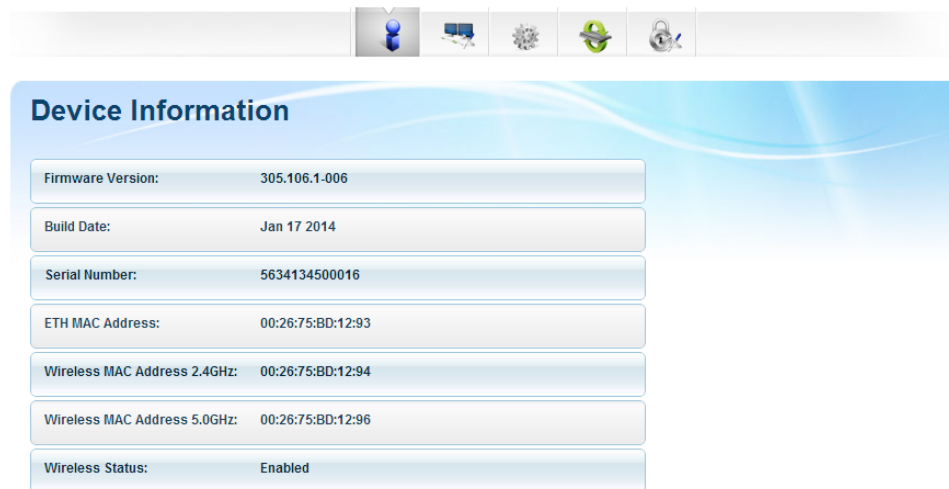 Device Information
Firmware Version: 305.106.1-006
Build Date: Jan 17 2014
Serial Number: 5634134500016
ETH MAC Address: 00:26:75:BD:12:93
Wireless MAC Address 2.4GHz: 00:26:75:BD:12:94
Wireless MAC Address 5.0GHz: 00:26:75:BD:12:96
Wireless Status: Enabled